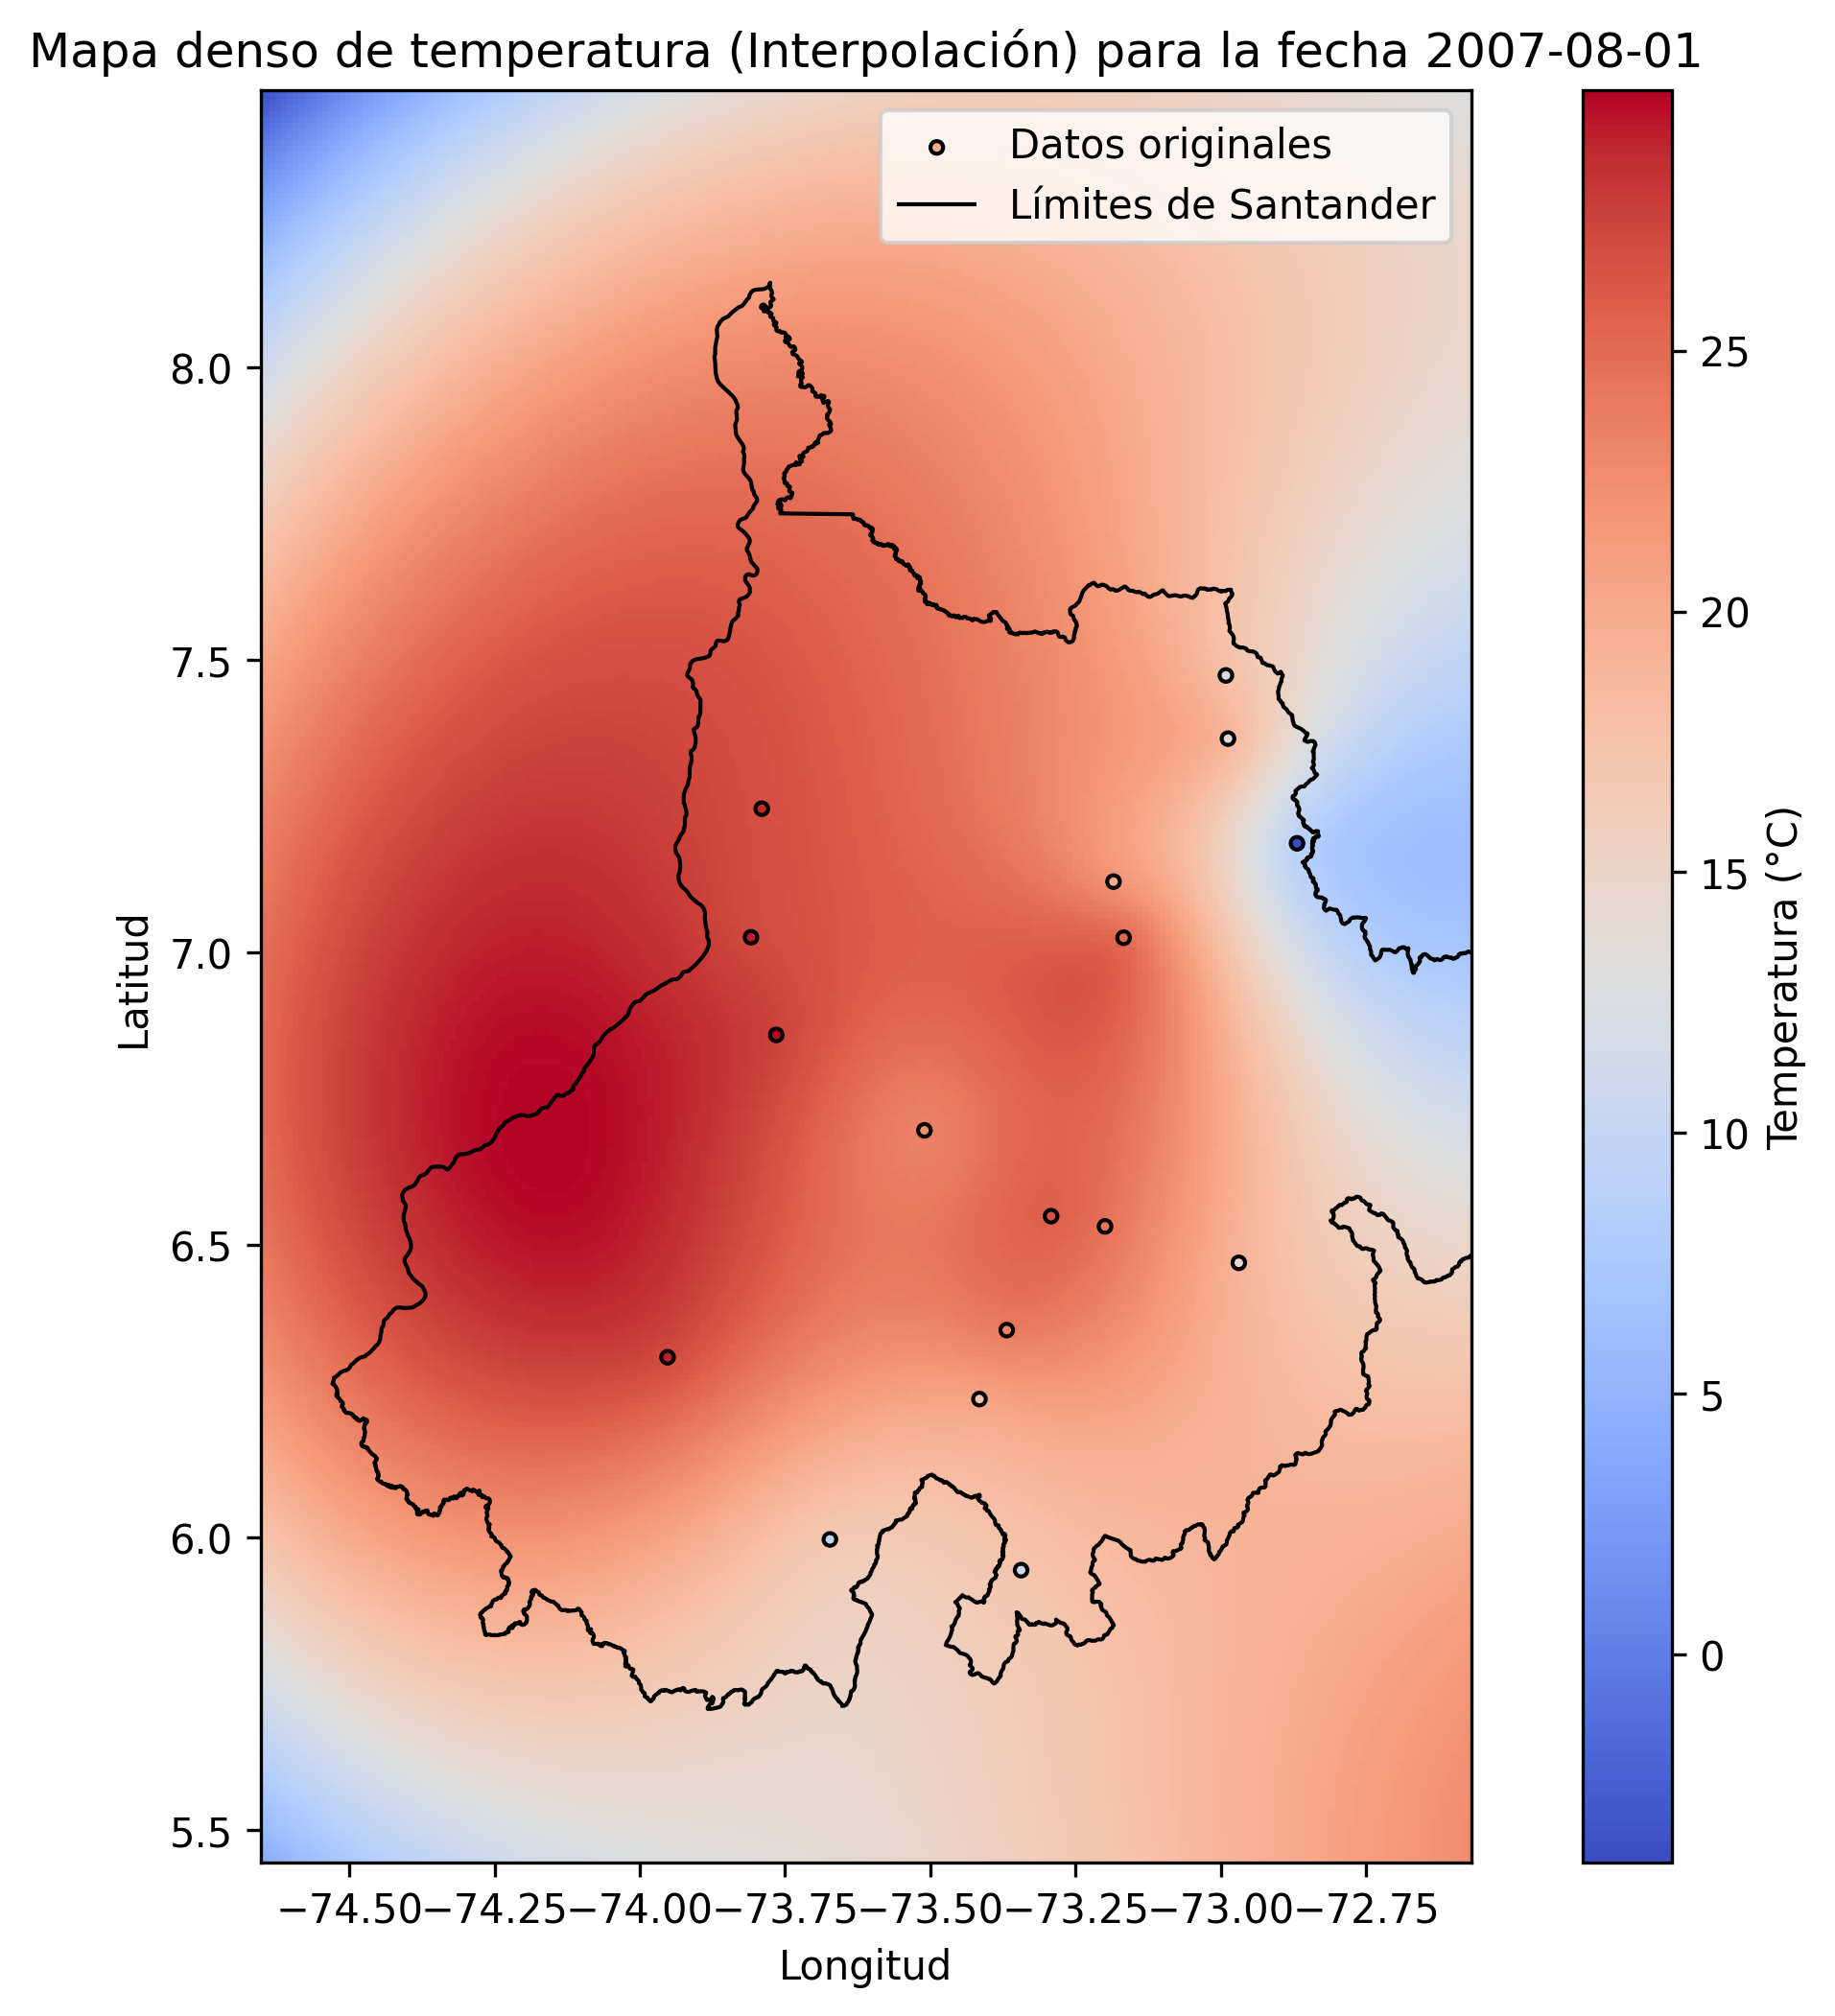 Mapa denso de temperatura (Interpolación) para la fecha 2007-08-01
Datos originales
Límites de Santander
8.0
7.5
7.0
6.5
6.0
5.5
Latitud
−74.50−74.25−74.00−73.75−73.50−73.25−73.00−72.75
Longitud
25
20
15
10
5
0
Temperatura (°C)